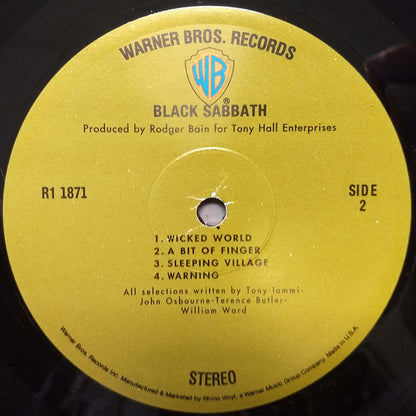 WARNER BROS. RECORDS
WB
®
BLACK SABBATH
Produced by Rodger Bain for Tony Hall Enterprises
R1 1871
SIDE
2
1. WICKED WORLD
2. A BIT OF FINGER
3. SLEEPING VILLAGE
4. WARNING
All selections written by Tony Iommi-
John Osbourne-Terence Butler-
William Ward
STEREO
Warner Bros. Records Inc. Manufactured & Marketed by Rhino Vinyl, a Warner Music Group Company. Made in U.S.A.